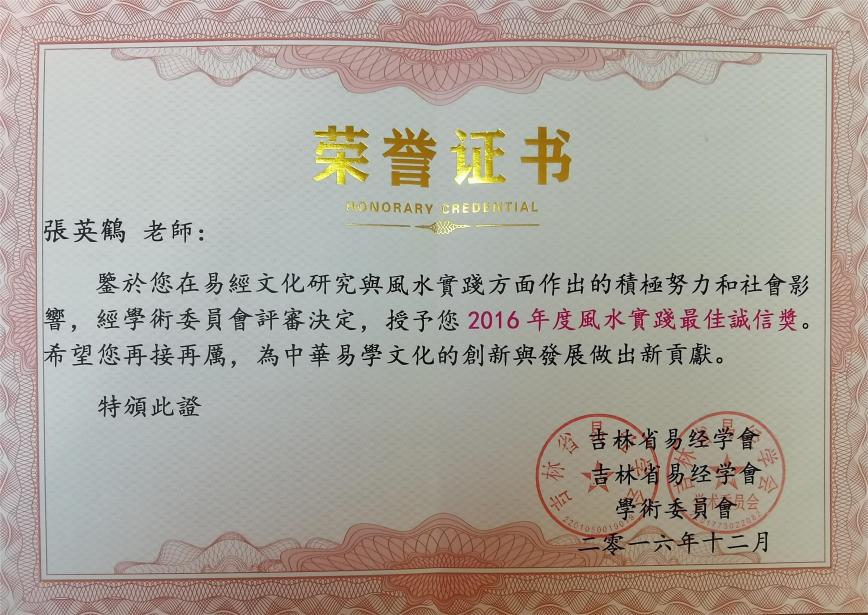 荣誉证书
HONORARY CREDENTIAL
張英鶴 老師：
鑒於您在易經文化研究與風水實踐方面作出的積極努力和社會影
響，經學術委員會評審決定，授予您 2016 年度風水實踐最佳誠信獎。
希望您再接再厲，為中華易學文化的創新與發展做出新貢獻。
特頒此證
吉林省易经学會
吉林省易经学會
學術委員會
二零一六年十二月